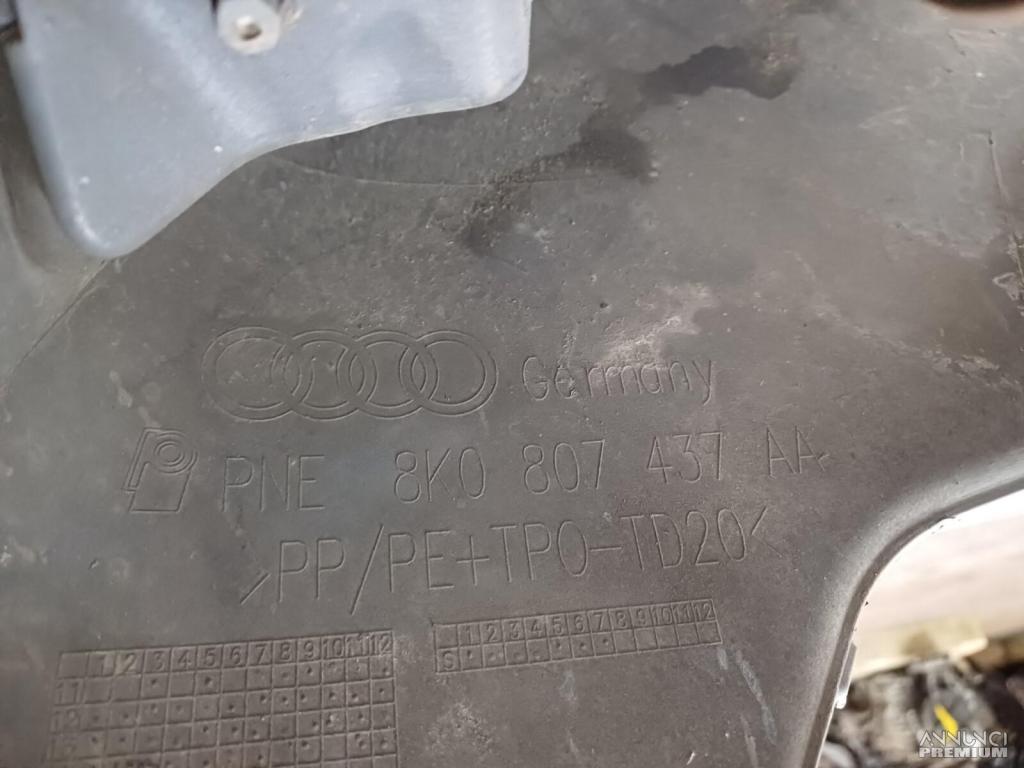 Germany
PNE 8K0 807 437 AA
>PP/PE+TPO-TD20<
1 2 3 4 5 6 7 8 9 10 11 12
1 2 3 4 5 6 7 8 9 10 11 12
S
ANNUNCI
PREMIUM